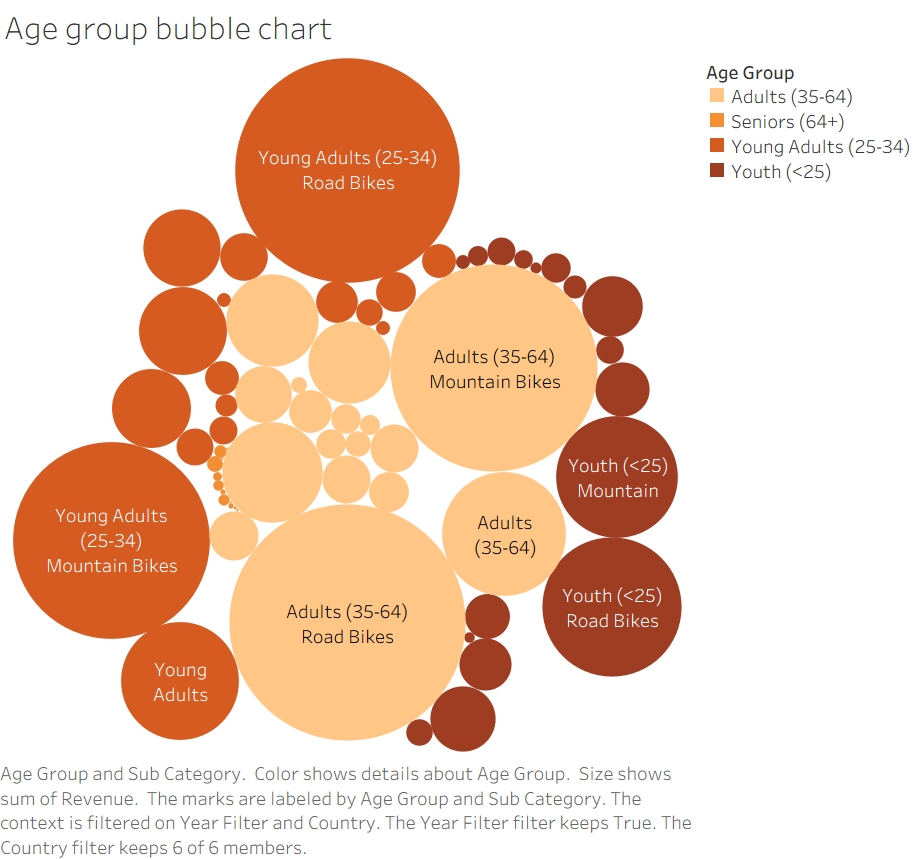 Age group bubble chart
Age Group
Adults (35-64)
Seniors (64+)
Young Adults (25-34)
Youth (<25)
Young Adults (25-34)
Road Bikes
Adults (35-64)
Mountain Bikes
Youth (<25)
Mountain
Young Adults
(25-34)
Mountain Bikes
Adults
(35-64)
Youth (<25)
Road Bikes
Adults (35-64)
Road Bikes
Young
Adults
Age Group and Sub Category.  Color shows details about Age Group.  Size shows
sum of Revenue.  The marks are labeled by Age Group and Sub Category. The
context is filtered on Year Filter and Country. The Year Filter filter keeps True. The
Country filter keeps 6 of 6 members.